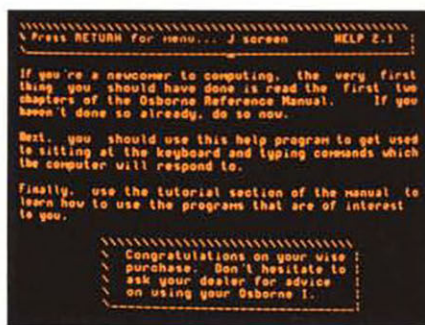 Press RETURN for menu... J screen HELP 2.1
If you're a newcomer to computing, the very first
thing you should have done is read the first two
chapters of the Osborne Reference Manual. If you
haven't done so already, do so now.
Next, you should use this help program to get used
to sitting at the keyboard and typing commands which
the computer will respond to.
Finally, use the tutorial section of the manual to
learn how to use the programs that are of interest
to you.
Congratulations on your wise
purchase. Don't hesitate to
ask your dealer for advice
on using your Osborne I.